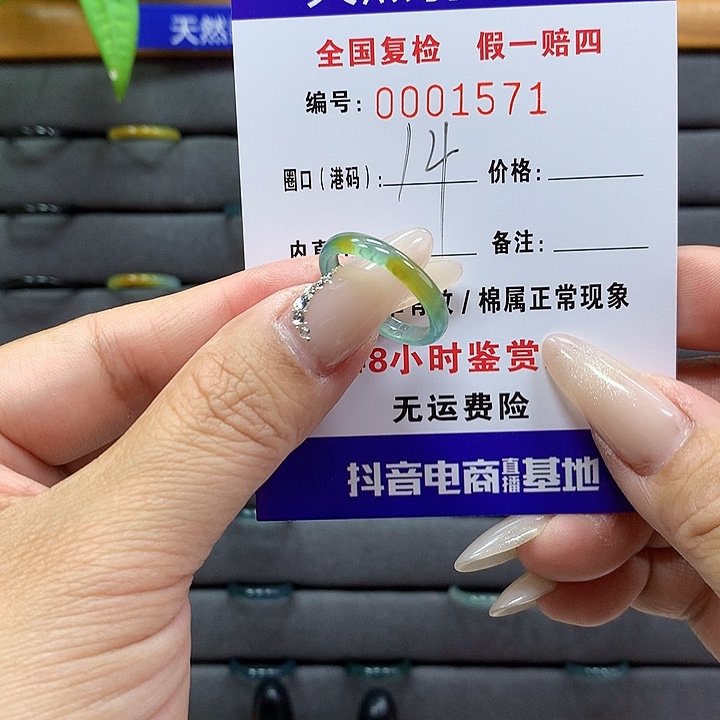 天然
全国复检 假一赔四
编号: 0001571
圈口(港码): 14 价格:
备注:
/ 棉属正常现象
8小时鉴赏
无运费险
抖音电商直播基地